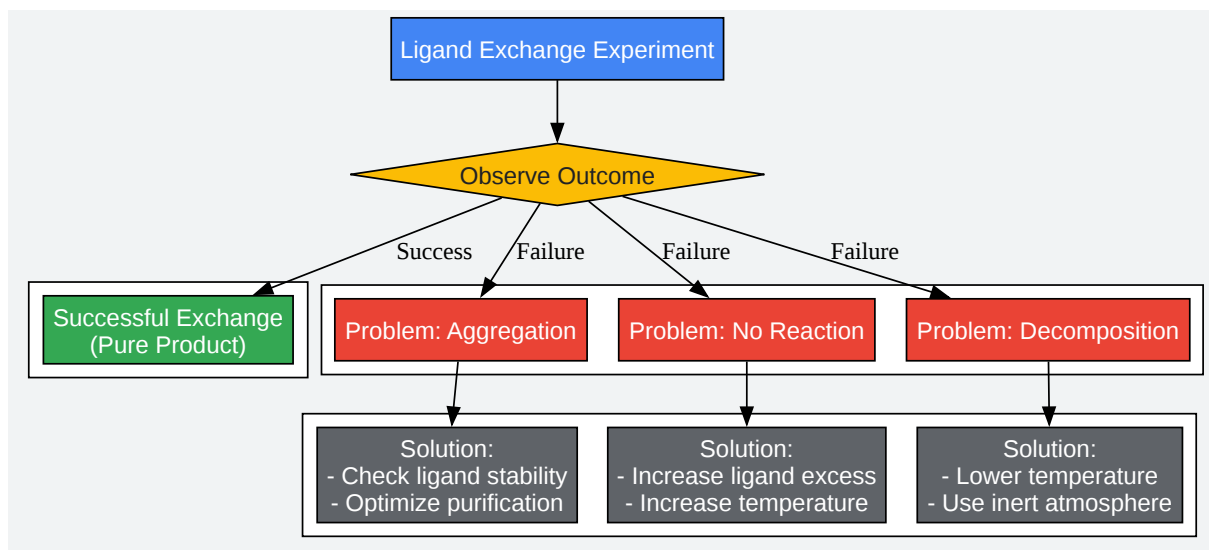 Ligand Exchange Experiment
Observe Outcome
Success
Failure
Failure
Failure
Successful Exchange
(Pure Product)
Problem: Aggregation
Problem: No Reaction
Problem: Decomposition
Solution:
- Check ligand stability
- Optimize purification
Solution:
- Increase ligand excess
- Increase temperature
Solution:
- Lower temperature
- Use inert atmosphere